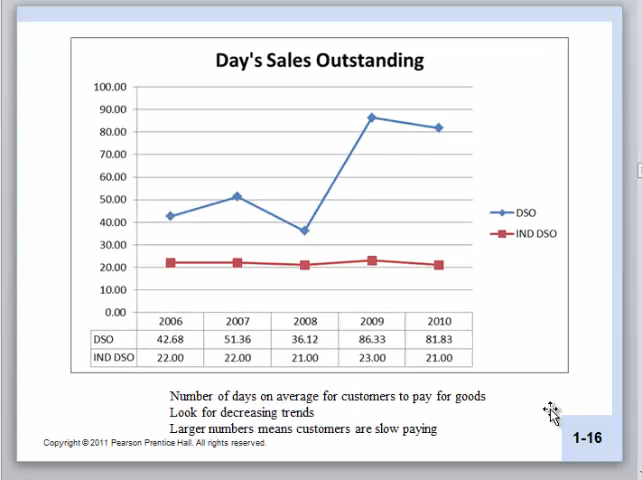 Day's Sales Outstanding
100.00
90.00
80.00
70.00
60.00
50.00
40.00
30.00
20.00
10.00
0.00
DSO
IND DSO
2006 2007 2008 2009 2010
DSO 42.68 51.36 36.12 86.33 81.83
IND DSO 22.00 22.00 21.00 23.00 21.00
Number of days on average for customers to pay for goods
Look for decreasing trends
Larger numbers means customers are slow paying
Copyright © 2011 Pearson Prentice Hall. All rights reserved.
1-16